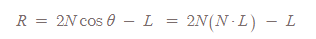 R = 2N cos θ − L = 2N(N·L) − L